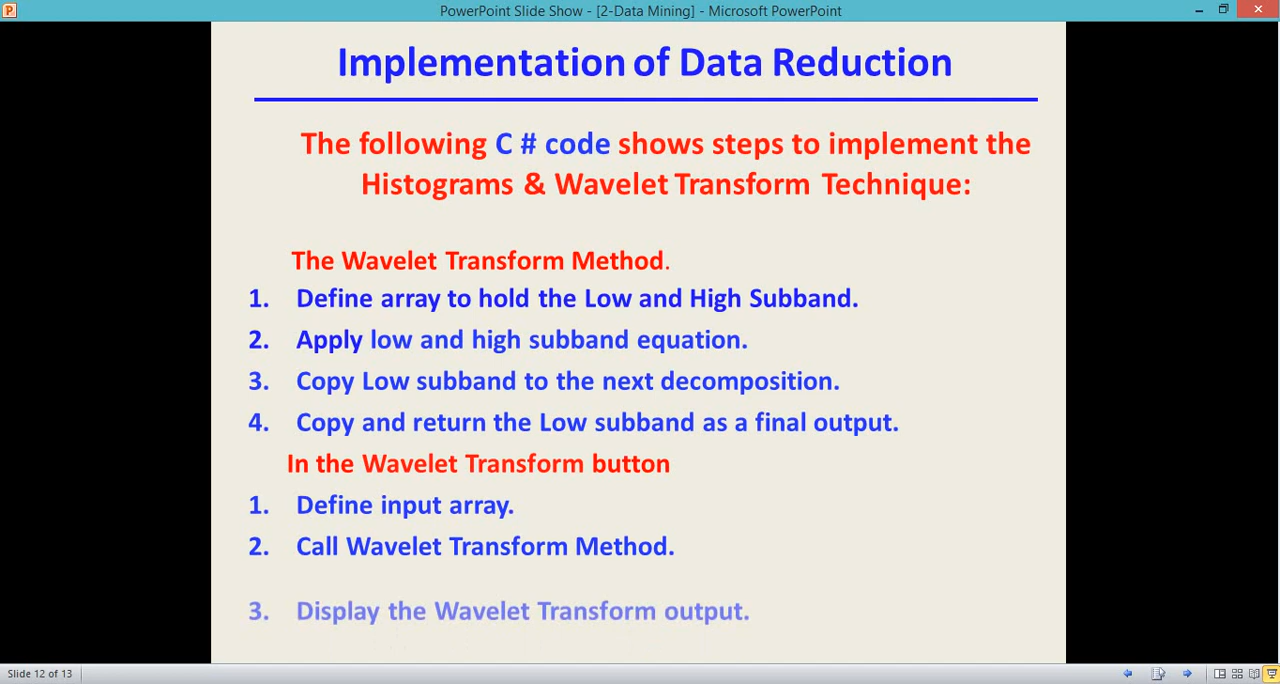 PowerPoint Slide Show - [2-Data Mining] - Microsoft PowerPoint
Implementation of Data Reduction
The following C # code shows steps to implement the
Histograms & Wavelet Transform Technique:
The Wavelet Transform Method.
1. Define array to hold the Low and High Subband.
2. Apply low and high subband equation.
3. Copy Low subband to the next decomposition.
4. Copy and return the Low subband as a final output.
In the Wavelet Transform button
1. Define input array.
2. Call Wavelet Transform Method.
3. Display the Wavelet Transform output.
Slide 12 of 13